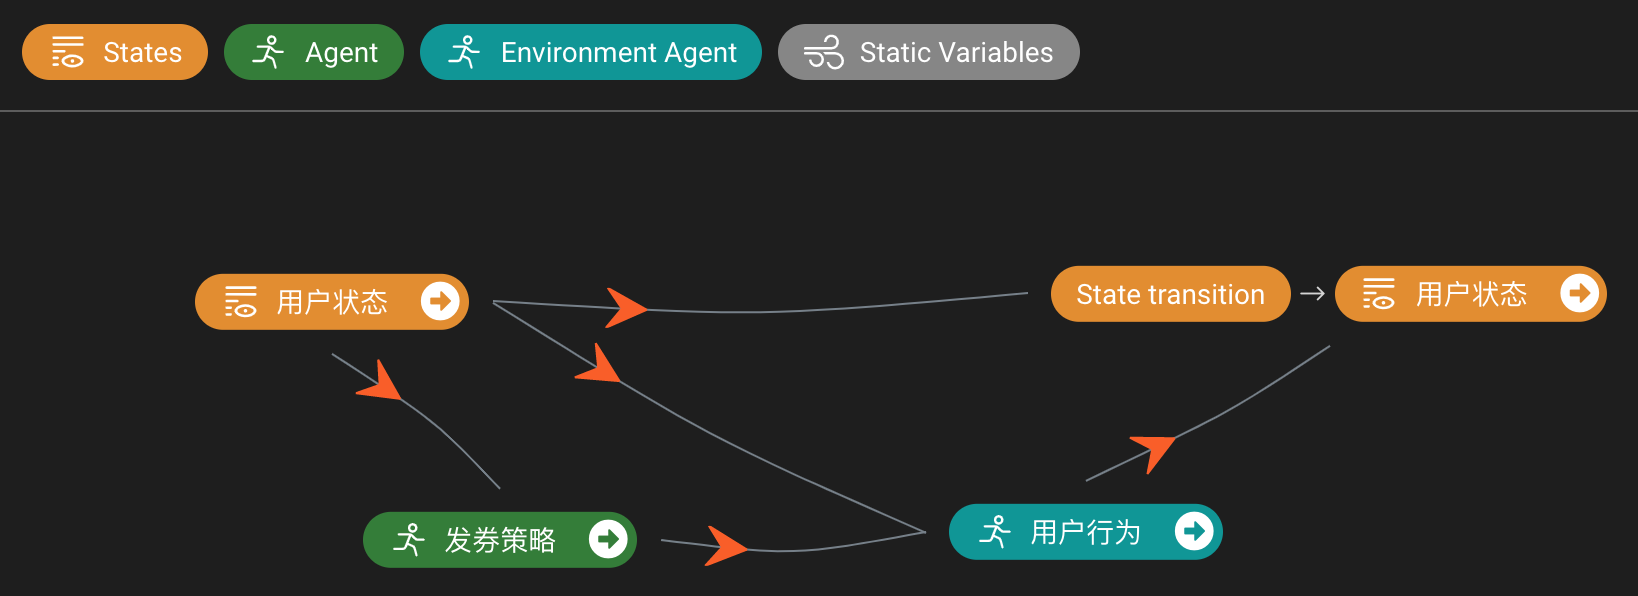 States
Agent
Environment Agent
Static Variables
用户状态
State transition
用户状态
发券策略
用户行为